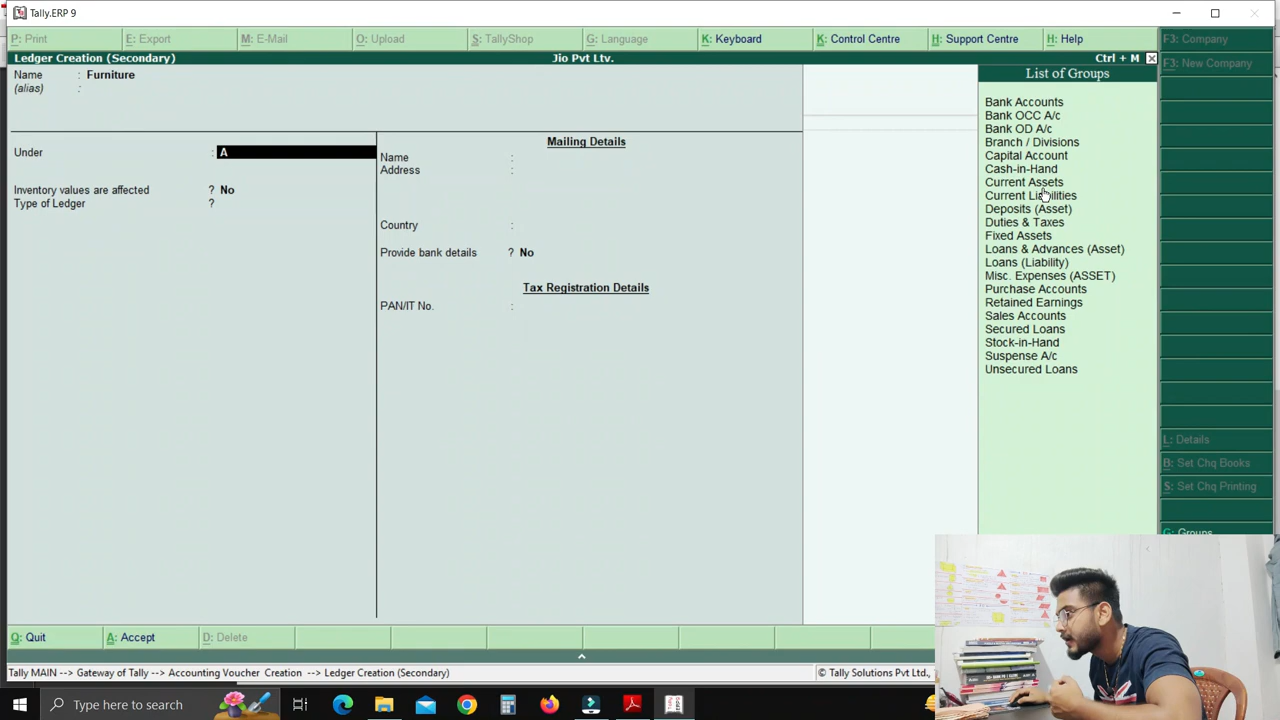 Tally.ERP 9
P: Print
E: Export
M: E-Mail
O: Upload
S: TallyShop
G: Language
K: Keyboard
K: Control Centre
H: Support Centre
H: Help
F3: Company
F3: New Company
Ledger Creation (Secondary)
Jio Pvt Ltv.
Ctrl + M
Name : Furniture
(alias) :
Under : A
Inventory values are affected ? No
Type of Ledger ?
Mailing Details
Name :
Address :
Country :
Provide bank details ? No
Tax Registration Details
PAN/IT No. :
List of Groups
Bank Accounts
Bank OCC A/c
Bank OD A/c
Branch / Divisions
Capital Account
Cash-in-Hand
Current Assets
Current Liabilities
Deposits (Asset)
Duties & Taxes
Fixed Assets
Loans & Advances (Asset)
Loans (Liability)
Misc. Expenses (ASSET)
Purchase Accounts
Retained Earnings
Sales Accounts
Secured Loans
Stock-in-Hand
Suspense A/c
Unsecured Loans
L: Details
B: Set Chq Books
S: Set Chq Printing
G: Groups
Q: Quit
A: Accept
D: Delete
Tally MAIN --> Gateway of Tally --> Accounting Voucher Creation --> Ledger Creation (Secondary)
© Tally Solutions Pvt Ltd.,
Type here to search